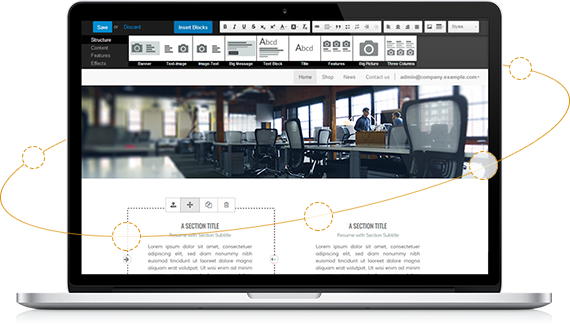 Save or Discard Insert Blocks
Styles
Structure
Content
Features
Effects
Banner Text-Image Image-Text Big Message Text Block Title Features Big Picture Three Columns
Abcd
Abcd
Home Shop News Contact us admin@company.example.com
A SECTION TITLE
Resume with Section Subtitle
Lorem ipsum dolor sit amet, consectetuer
adipiscing elit, sed diam nonummy nibh
euismod tincidunt ut laoreet dolore magna
aliquam erat volutpat. Ut wisi enim ad minim
A SECTION TITLE
Resume with Section Subtitle
Lorem ipsum dolor sit amet, consectetuer
adipiscing elit, sed diam nonummy nibh
euismod tincidunt ut laoreet dolore magna
aliquam erat volutpat. Ut wisi enim ad minim